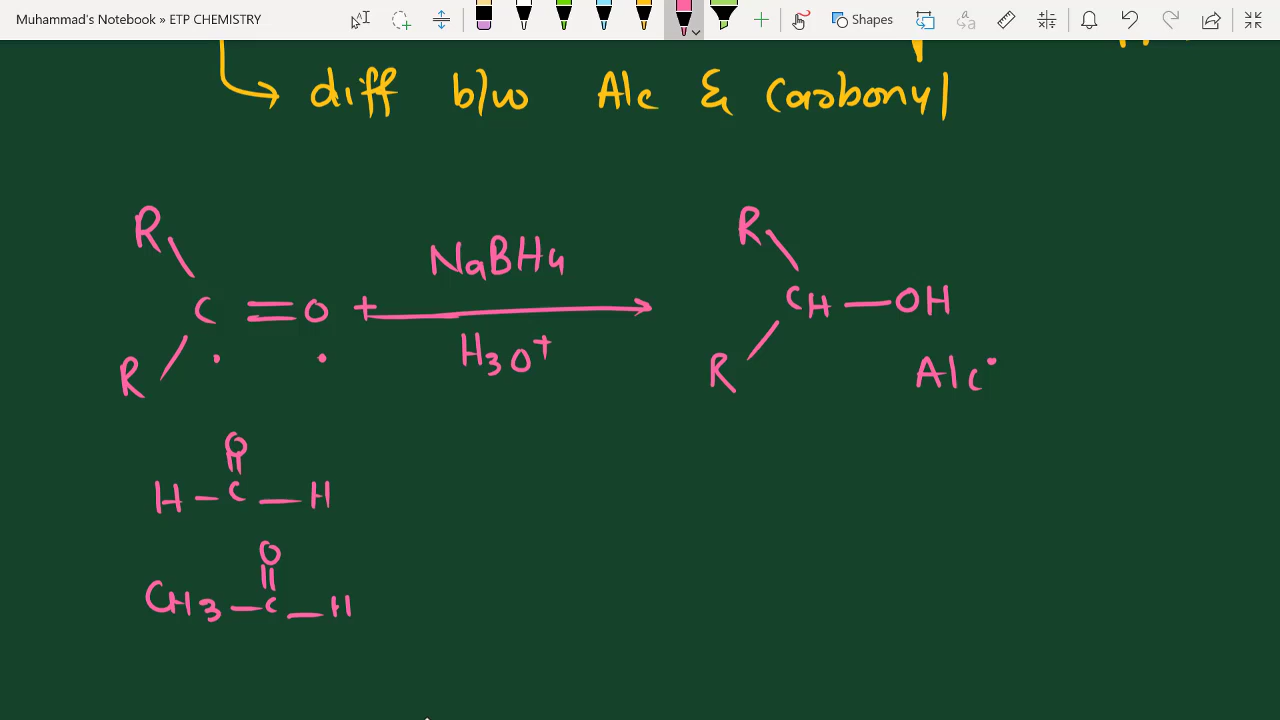 Muhammad's Notebook » ETP CHEMISTRY
Shapes
diff b/w Alc & Carbonyl
R
R
C = O + NaBH4
H3O+
CH — OH
R
R
Alc
O
H — C — H
O
CH3 — C — H